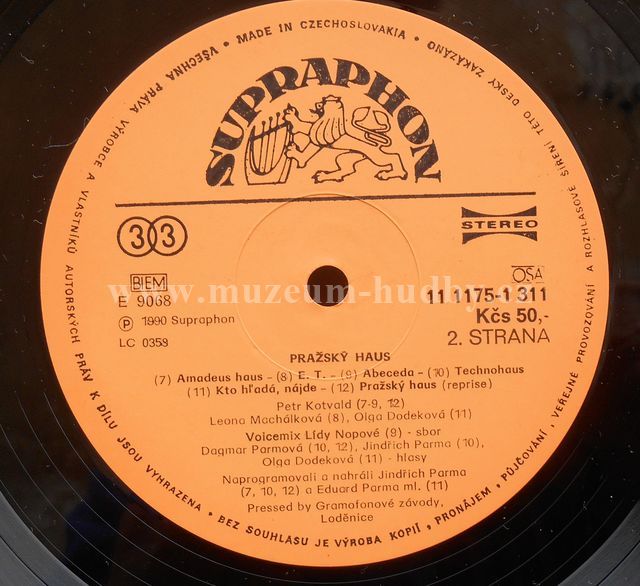 VŠECHNA PRÁVA VÝROBCE A VLASTNÍKŮ AUTORSKÝCH PRÁV K DÍLU JSOU VYHRAZENA • BEZ SOUHLASU JE VÝROBA KOPIÍ, PRONÁJEM, PŮJČOVÁNÍ, VEŘEJNÉ PROVOZOVÁNÍ A ROZHLASOVÉ ŠÍŘENÍ TÉTO DESKY ZAKÁZÁNO • MADE IN CZECHOSLOVAKIA •
SUPRAPHON
33
STEREO
BIEM
OSA
E 9068
11 1175-1 311
www.muzeum-hudby.cz
Ⓟ 1990 Supraphon
Kčs 50,-
LC 0358
2. STRANA
PRAŽSKÝ HAUS
(7) Amadeus haus – (8) E. T. – (9) Abeceda – (10) Technohaus
(11) Kto hľadá, nájde – (12) Pražský haus (reprise)
Petr Kotvald (7-9, 12)
Leona Machálková (8), Olga Dodeková (11)
Voicemix Lídy Nopové (9) - sbor
Dagmar Parmová (10, 12), Jindřich Parma (10),
Olga Dodeková (11) - hlasy
Naprogramovali a nahráli Jindřich Parma
(7, 10, 12) a Eduard Parma ml. (11)
Pressed by Gramofonové závody,
Loděnice